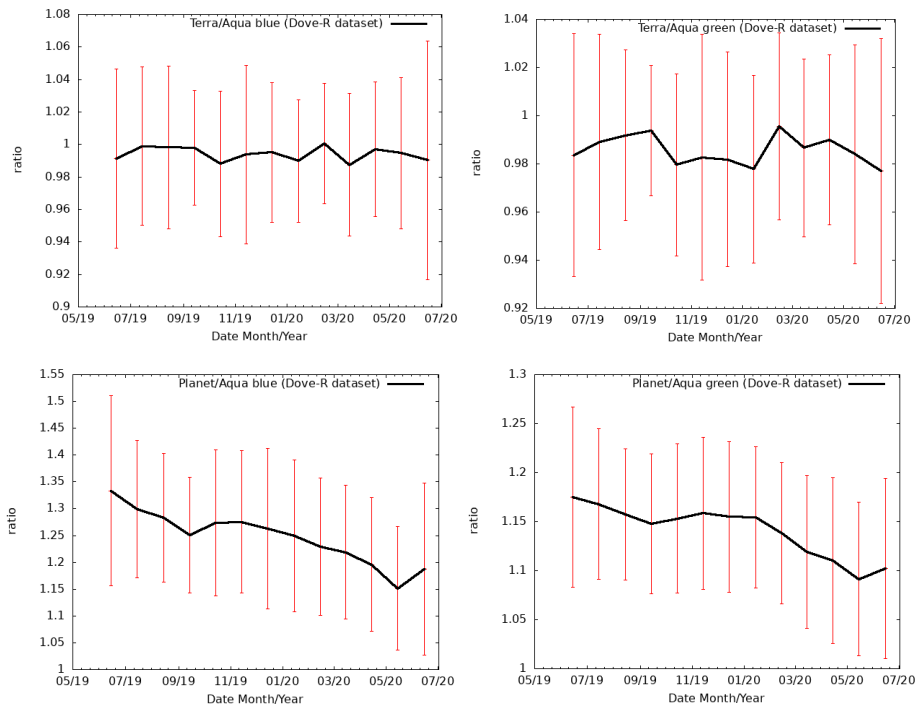 Terra/Aqua blue (Dove-R dataset)
1.08
1.06
1.04
1.02
1
0.98
0.96
0.94
0.92
0.9
ratio
05/19 07/19 09/19 11/19 01/20 03/20 05/20 07/20
Date Month/Year
Terra/Aqua green (Dove-R dataset)
1.04
1.02
1
0.98
0.96
0.94
0.92
ratio
05/19 07/19 09/19 11/19 01/20 03/20 05/20 07/20
Date Month/Year
Planet/Aqua blue (Dove-R dataset)
1.55
1.5
1.45
1.4
1.35
1.3
1.25
1.2
1.15
1.1
1.05
1
ratio
05/19 07/19 09/19 11/19 01/20 03/20 05/20 07/20
Date Month/Year
Planet/Aqua green (Dove-R dataset)
1.3
1.25
1.2
1.15
1.1
1.05
1
ratio
05/19 07/19 09/19 11/19 01/20 03/20 05/20 07/20
Date Month/Year